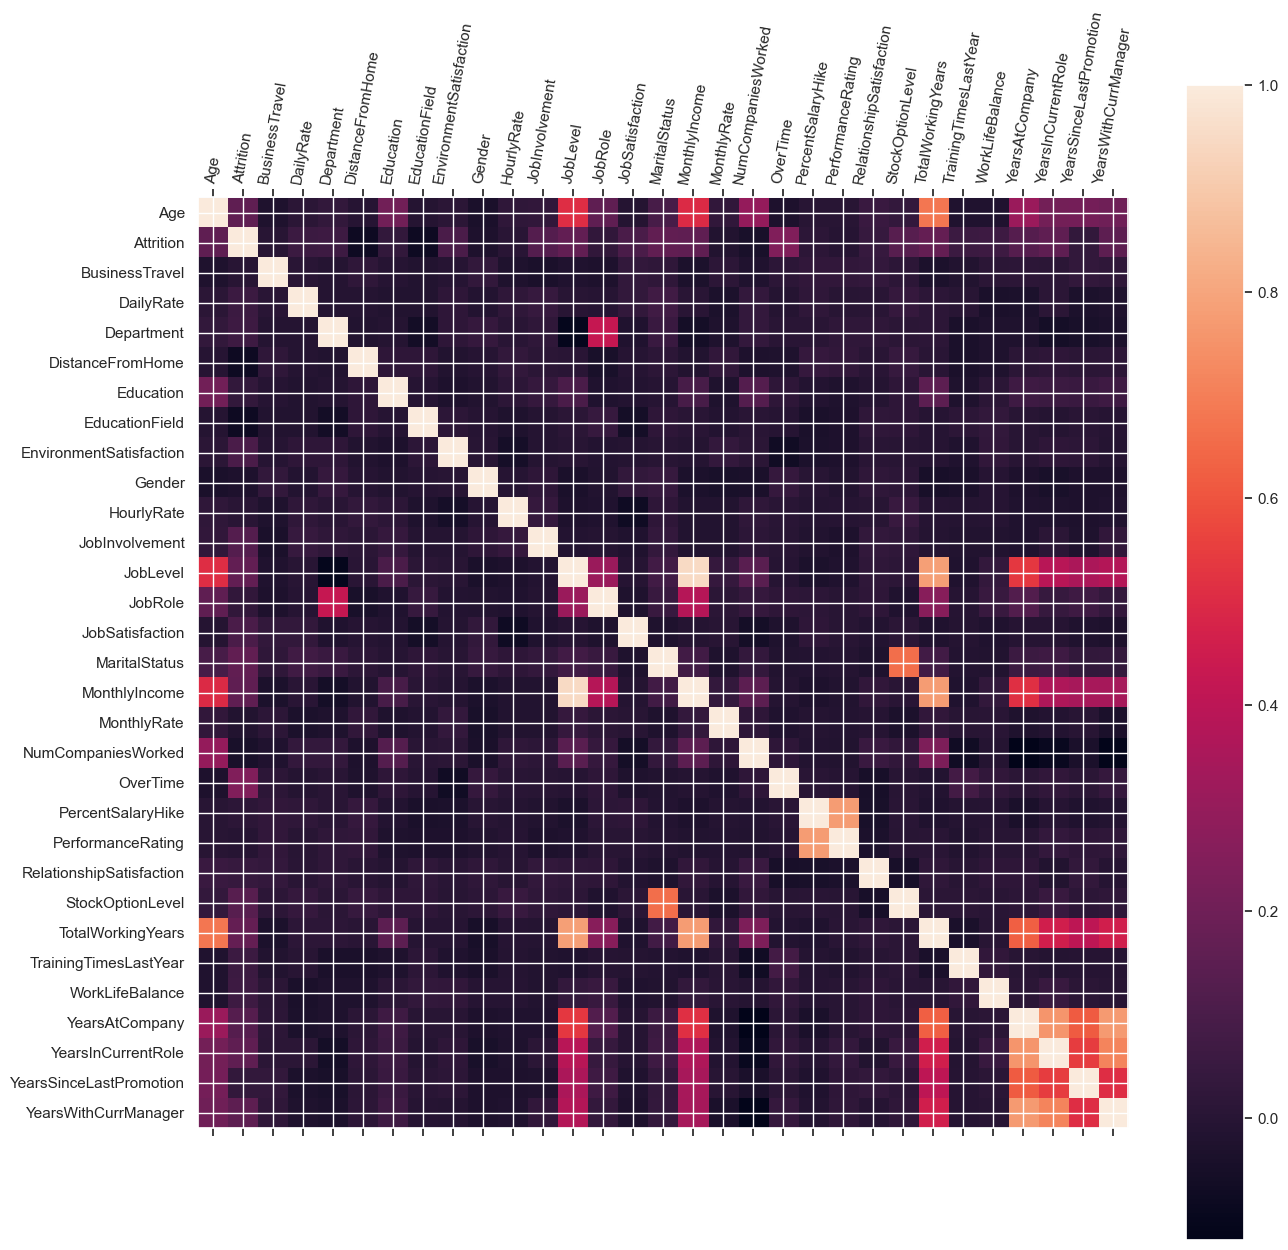 Age
Attrition
BusinessTravel
DailyRate
Department
DistanceFromHome
Education
EducationField
EnvironmentSatisfaction
Gender
HourlyRate
JobInvolvement
JobLevel
JobRole
JobSatisfaction
MaritalStatus
MonthlyIncome
MonthlyRate
NumCompaniesWorked
OverTime
PercentSalaryHike
PerformanceRating
RelationshipSatisfaction
StockOptionLevel
TotalWorkingYears
TrainingTimesLastYear
WorkLifeBalance
YearsAtCompany
YearsInCurrentRole
YearsSinceLastPromotion
YearsWithCurrManager
Age
Attrition
BusinessTravel
DailyRate
Department
DistanceFromHome
Education
EducationField
EnvironmentSatisfaction
Gender
HourlyRate
JobInvolvement
JobLevel
JobRole
JobSatisfaction
MaritalStatus
MonthlyIncome
MonthlyRate
NumCompaniesWorked
OverTime
PercentSalaryHike
PerformanceRating
RelationshipSatisfaction
StockOptionLevel
TotalWorkingYears
TrainingTimesLastYear
WorkLifeBalance
YearsAtCompany
YearsInCurrentRole
YearsSinceLastPromotion
YearsWithCurrManager
1.0
0.8
0.6
0.4
0.2
0.0